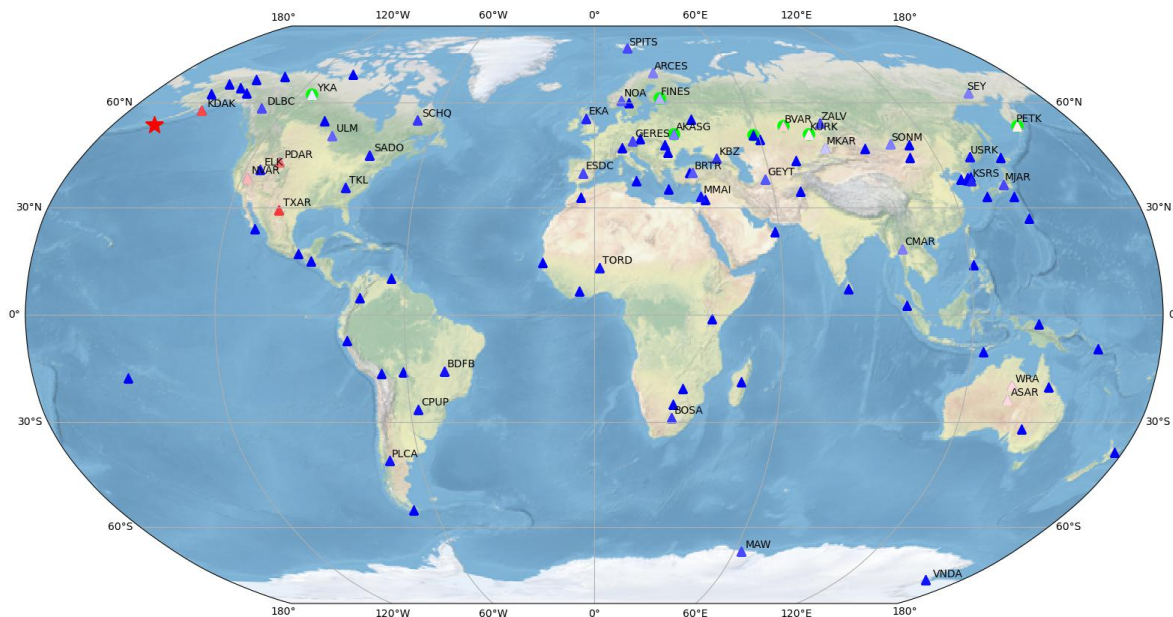 180° 120°W 60°W 0° 60°E 120°E 180°
SPITS
ARCES
60°N KDAK DLBC YKA SCHQ EKA NOA FINES SEY 60°N
ULM GERES AKASG BVAR ZALV PETK
KURK
SADO KBZ MKAR SONM USRK
PDAR
ELK
NVAR TKL ESDC BRTR GEYT KSRS MJAR
MMAI
30°N TXAR 30°N
CMAR
TORD
0° 0
BDFB WRA
ASAR
CPUP BOSA
30°S 30°S
PLCA
60°S 60°S
MAW
VNDA
180° 120°W 60°W 0° 60°E 120°E 180°